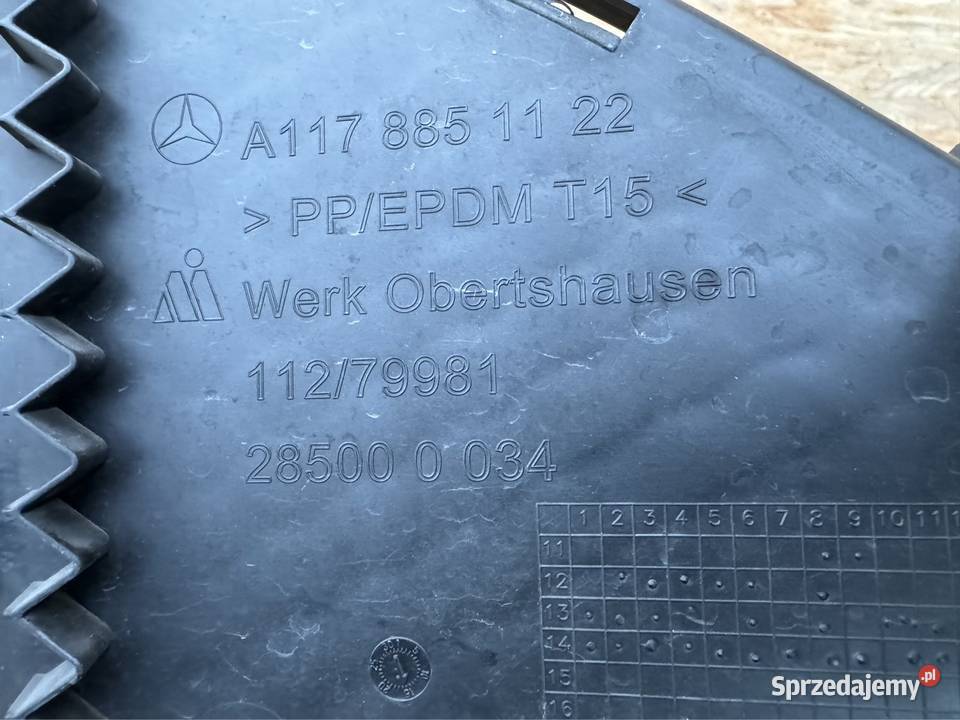 A117 885 11 22
> PP/EPDM T15 <
Werk Obertshausen
112/79981
28500 0 034
1 2 3 4 5 6 7 8 9 10 11
11
12
13
14
15
16
Sprzedajemy.pl